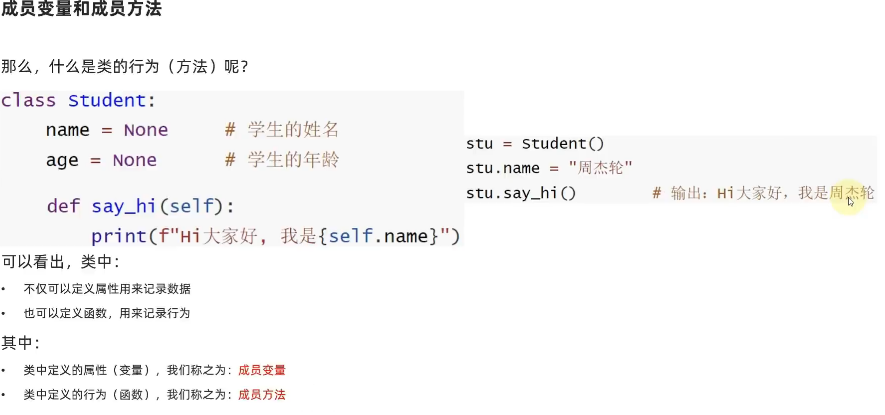 成员变量和成员方法
那么，什么是类的行为（方法）呢？
class Student:
    name = None     # 学生的姓名
    age = None      # 学生的年龄
    def say_hi(self):
        print(f"Hi大家好, 我是{self.name}")
stu = Student()
stu.name = "周杰轮"
stu.say_hi()        # 输出：Hi大家好，我是周杰轮
可以看出，类中：
• 不仅可以定义属性用来记录数据
• 也可以定义函数，用来记录行为
其中：
• 类中定义的属性（变量），我们称之为：成员变量
• 类中定义的行为（函数），我们称之为：成员方法